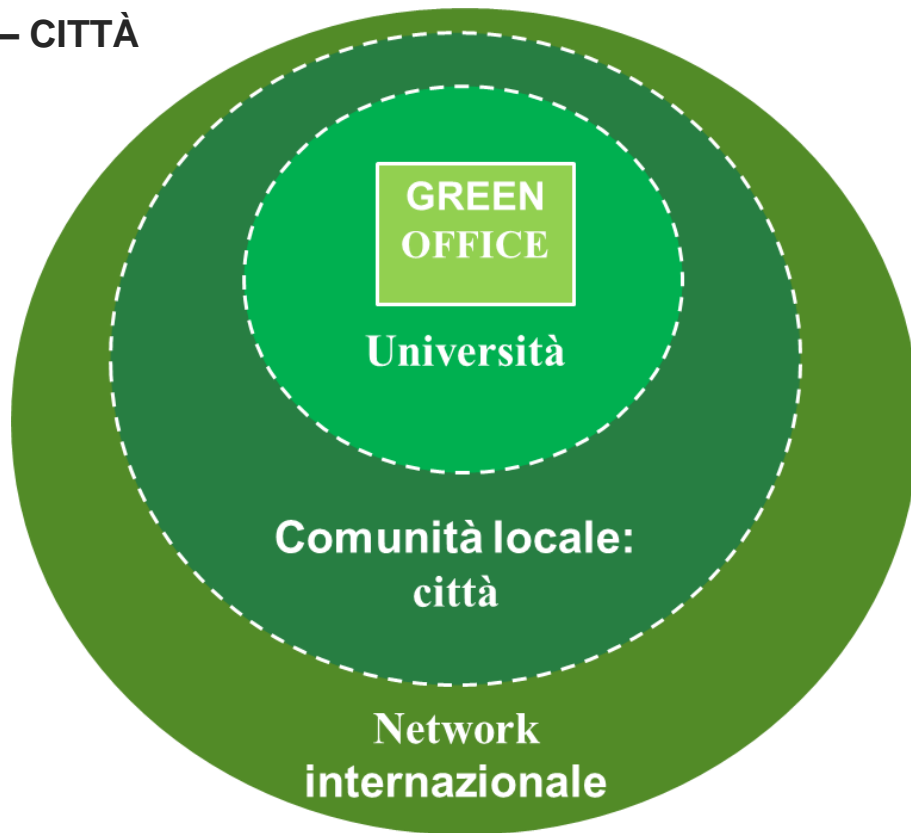 – CITTÀ
GREEN
OFFICE
Università
Comunità locale:
città
Network
internazionale